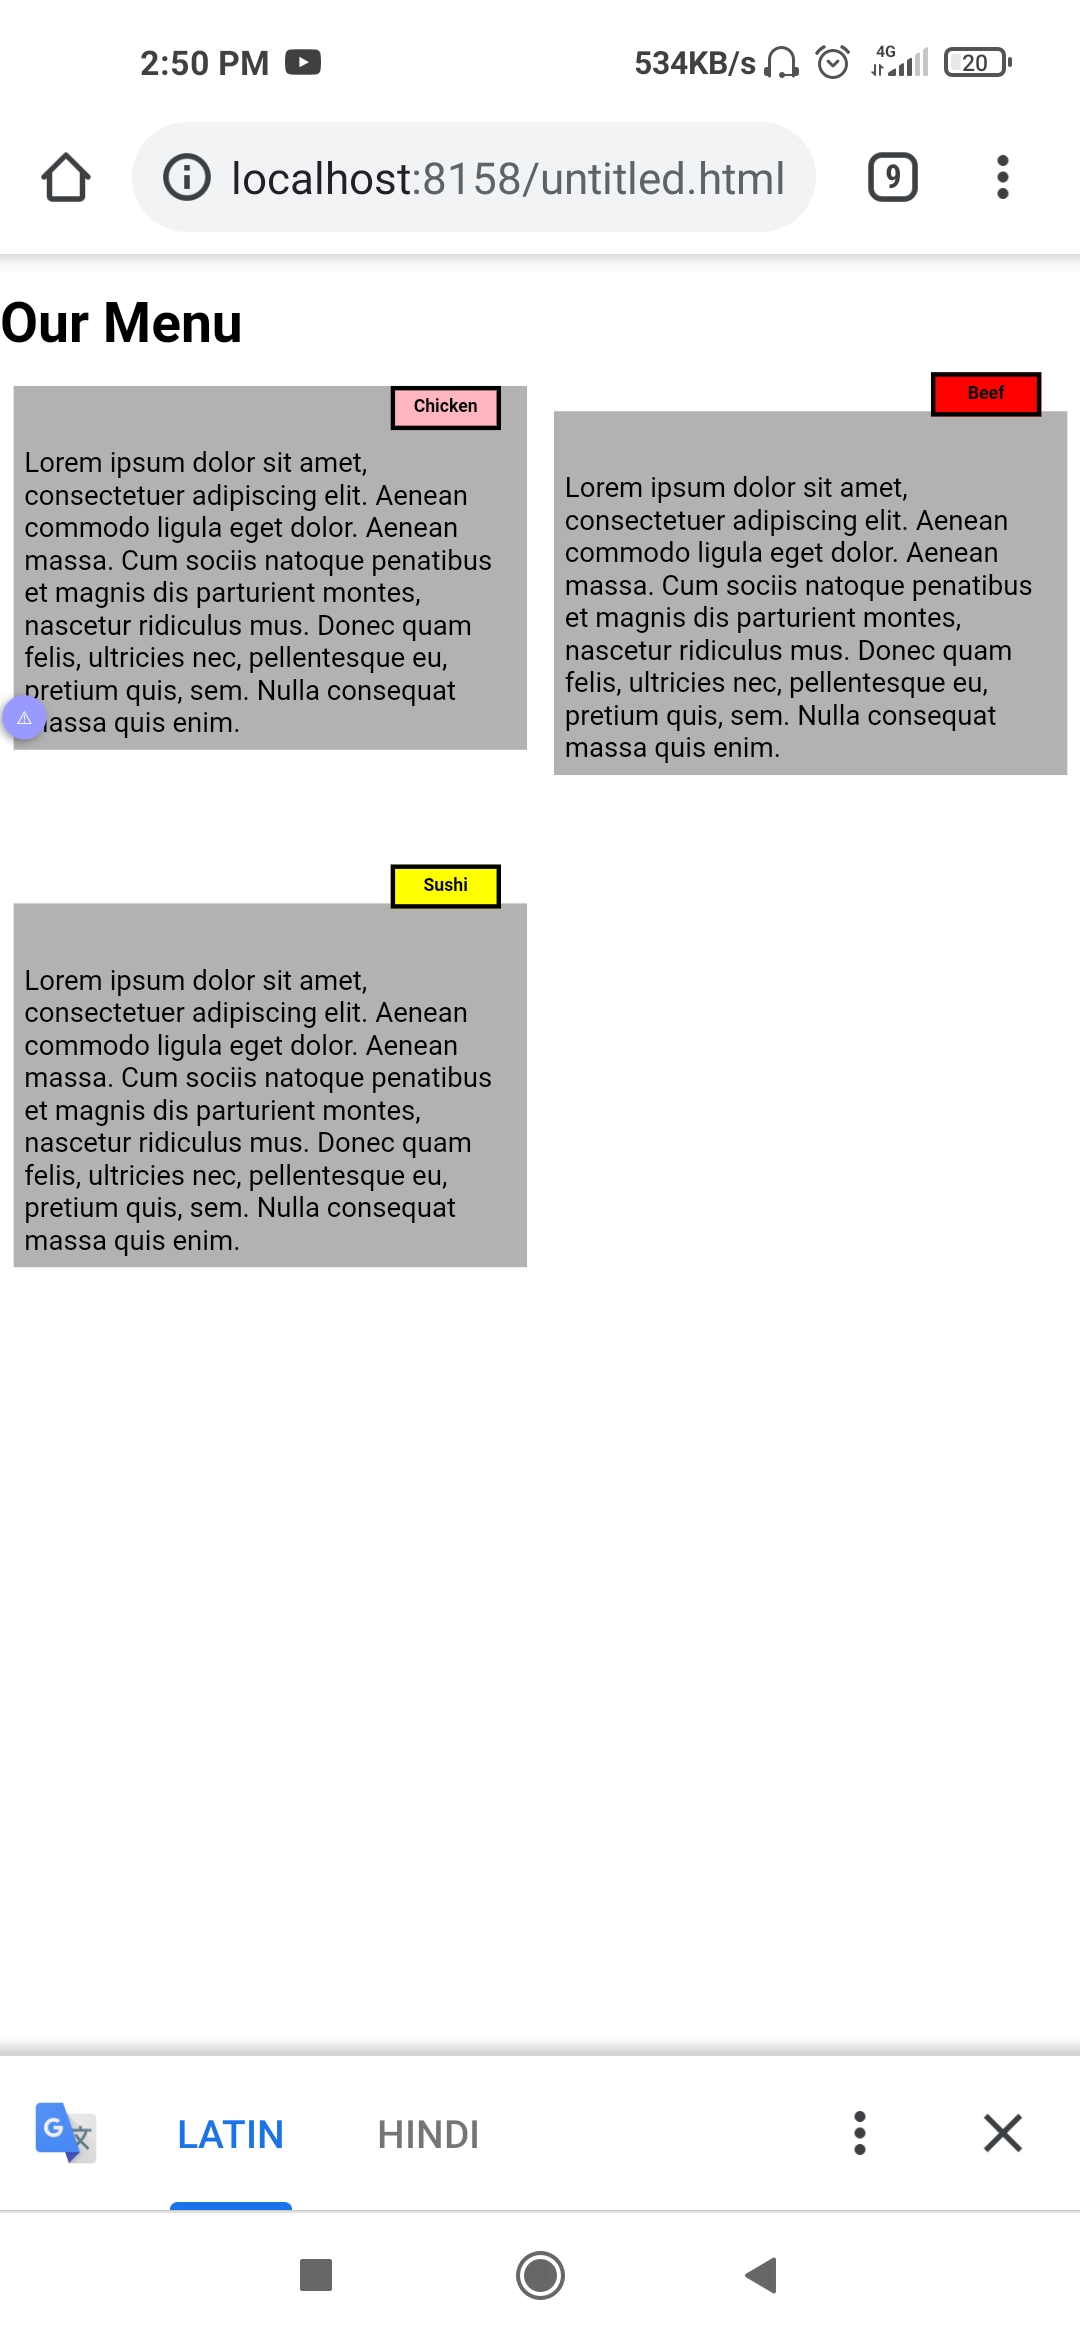 2:50 PM
534KB/s
4G
20
localhost:8158/untitled.html
9
Our Menu
Chicken
Lorem ipsum dolor sit amet,
consectetuer adipiscing elit. Aenean
commodo ligula eget dolor. Aenean
massa. Cum sociis natoque penatibus
et magnis dis parturient montes,
nascetur ridiculus mus. Donec quam
felis, ultricies nec, pellentesque eu,
pretium quis, sem. Nulla consequat
massa quis enim.
Beef
Lorem ipsum dolor sit amet,
consectetuer adipiscing elit. Aenean
commodo ligula eget dolor. Aenean
massa. Cum sociis natoque penatibus
et magnis dis parturient montes,
nascetur ridiculus mus. Donec quam
felis, ultricies nec, pellentesque eu,
pretium quis, sem. Nulla consequat
massa quis enim.
Sushi
Lorem ipsum dolor sit amet,
consectetuer adipiscing elit. Aenean
commodo ligula eget dolor. Aenean
massa. Cum sociis natoque penatibus
et magnis dis parturient montes,
nascetur ridiculus mus. Donec quam
felis, ultricies nec, pellentesque eu,
pretium quis, sem. Nulla consequat
massa quis enim.
G 文
LATIN
HINDI